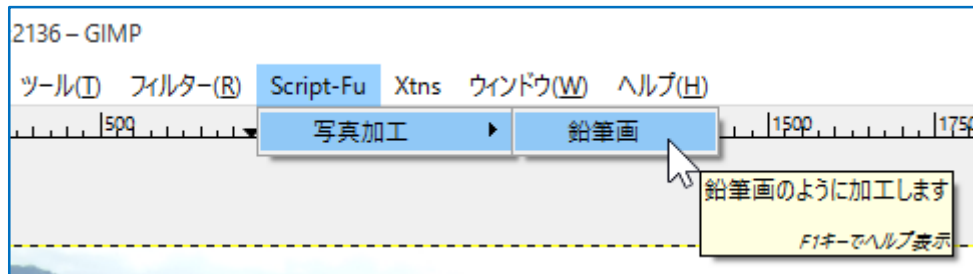 2136 – GIMP
ツール(T) フィルター(R) Script-Fu Xtns ウィンドウ(W) ヘルプ(H)
500 1500 1750
写真加工 鉛筆画
鉛筆画のように加工します
F1キーでヘルプ表示